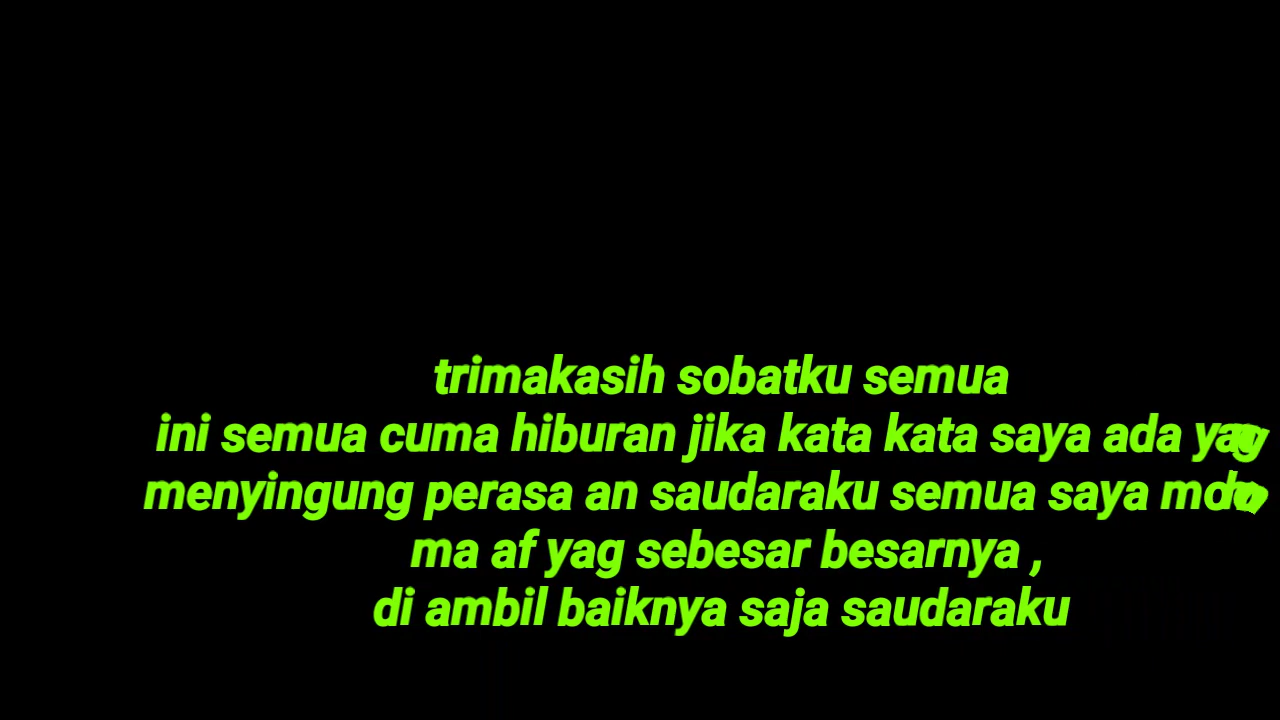 trimakasih sobatku semua
ini semua cuma hiburan jika kata kata saya ada yag
menyingung perasa an saudaraku semua saya
ma af yag sebesar besarnya ,
di ambil baiknya saja saudaraku